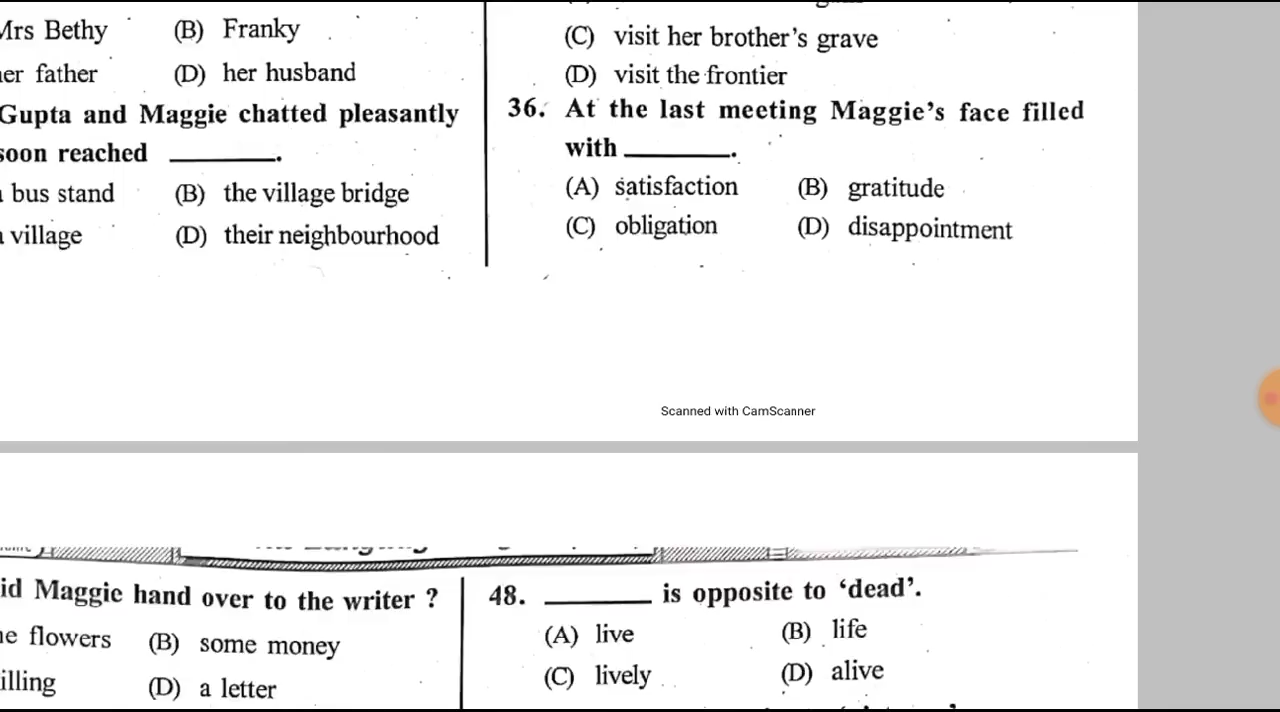 Mrs Bethy (B) Franky
her father (D) her husband
Gupta and Maggie chatted pleasantly
soon reached ________.
bus stand (B) the village bridge
village (D) their neighbourhood
(C) visit her brother's grave
(D) visit the frontier
36. At the last meeting Maggie's face filled
with ________.
(A) satisfaction (B) gratitude
(C) obligation (D) disappointment
Scanned with CamScanner
id Maggie hand over to the writer ?
flowers (B) some money
illing (D) a letter
48. ________ is opposite to 'dead'.
(A) live (B) life
(C) lively (D) alive